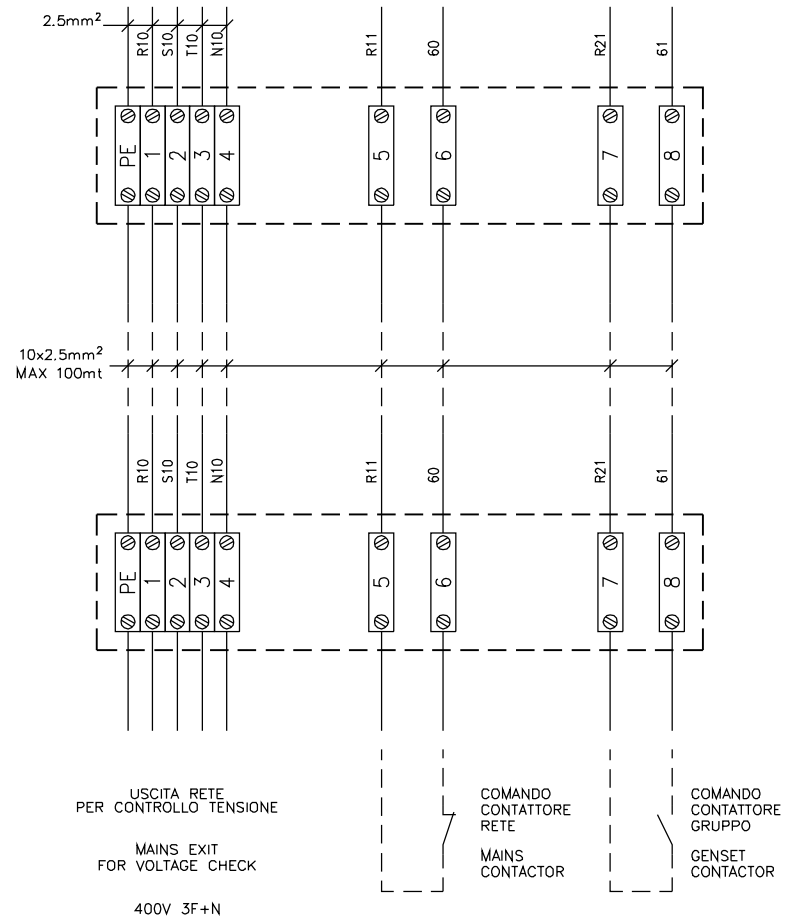 2.5mm²
R10
S10
T10
N10
R11
60
R21
61
PE
1
2
3
4
5
6
7
8
10x2.5mm²
MAX 100mt
R10
S10
T10
N10
R11
60
R21
61
PE
1
2
3
4
5
6
7
8
USCITA RETE
PER CONTROLLO TENSIONE
MAINS EXIT
FOR VOLTAGE CHECK
400V 3F+N
COMANDO
CONTATTORE
RETE
MAINS
CONTACTOR
COMANDO
CONTATTORE
GRUPPO
GENSET
CONTACTOR